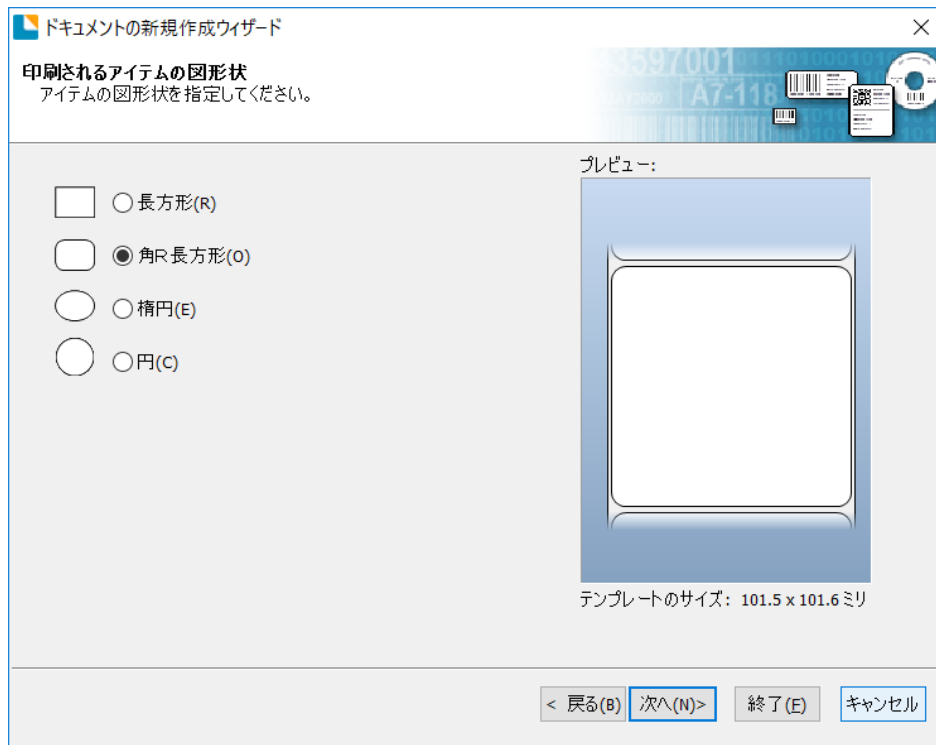 ドキュメントの新規作成ウィザード
印刷されるアイテムの図形状
アイテムの図形状を指定してください。
3597001
A7-118
プレビュー:
長方形(R)
角R長方形(O)
楕円(E)
円(C)
テンプレートのサイズ: 101.5 x 101.6 ミリ
< 戻る(B) 次へ(N)> 終了(F) キャンセル